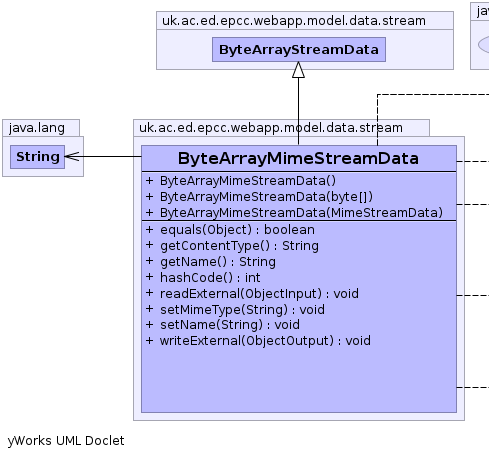 uk.ac.ed.epcc.webapp.model.data.stream
java.
ByteArrayStreamData
java.lang
String
uk.ac.ed.epcc.webapp.model.data.stream
ByteArrayMimeStreamData
+ ByteArrayMimeStreamData()
+ ByteArrayMimeStreamData(byte[])
+ ByteArrayMimeStreamData(MimeStreamData)
+ equals(Object) : boolean
+ getContentType() : String
+ getName() : String
+ hashCode() : int
+ readExternal(ObjectInput) : void
+ setMimeType(String) : void
+ setName(String) : void
+ writeExternal(ObjectOutput) : void
yWorks UML Doclet